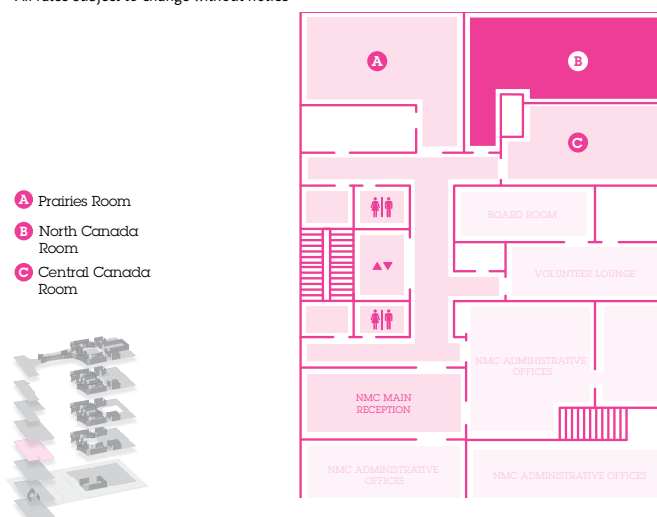 All rates subject to change without notice
A
B
C
A Prairies Room
B North Canada
Room
C Central Canada
Room
BOARD ROOM
VOLUNTEER LOUNGE
NMC ADMINISTRATIVE
OFFICES
NMC MAIN
RECEPTION
NMC ADMINISTRATIVE
OFFICES
NMC ADMINISTRATIVE OFFICES